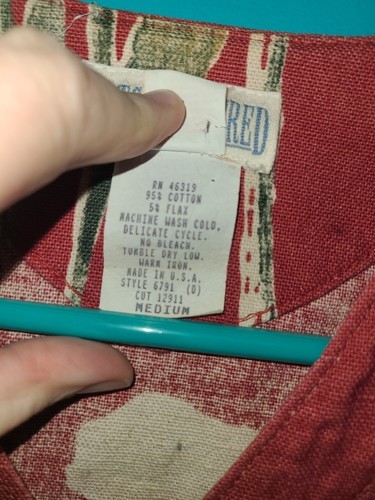 RED
RN 46319
95% COTTON
5% FLAX
MACHINE WASH COLD,
DELICATE CYCLE.
NO BLEACH.
TUMBLE DRY LOW.
WARM IRON.
MADE IN U.S.A.
STYLE 6791 (D)
CUT 12911
MEDIUM